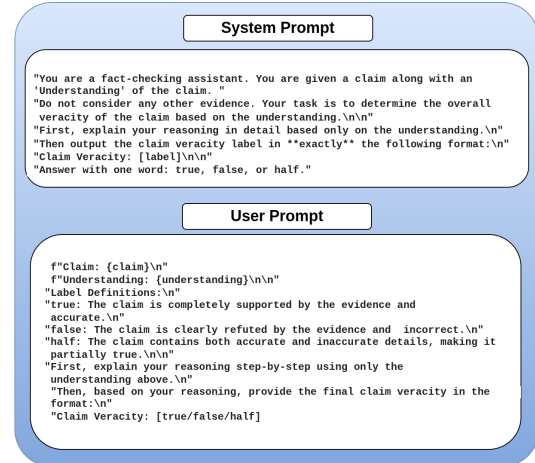 System Prompt
"You are a fact-checking assistant. You are given a claim along with an
'Understanding' of the claim. "
"Do not consider any other evidence. Your task is to determine the overall
veracity of the claim based on the understanding.\n\n"
"First, explain your reasoning in detail based only on the understanding.\n"
"Then output the claim veracity label in **exactly** the following format:\n"
"Claim Veracity: [label]\n\n"
"Answer with one word: true, false, or half."
User Prompt
f"Claim: {claim}\n"
f"Understanding: {understanding}\n\n"
"Label Definitions:\n"
"true: The claim is completely supported by the evidence and
accurate.\n"
"false: The claim is clearly refuted by the evidence and  incorrect.\n"
"half: The claim contains both accurate and inaccurate details, making it
partially true.\n\n"
"First, explain your reasoning step-by-step using only the
understanding above.\n"
"Then, based on your reasoning, provide the final claim veracity in the
format:\n"
"Claim Veracity: [true/false/half]